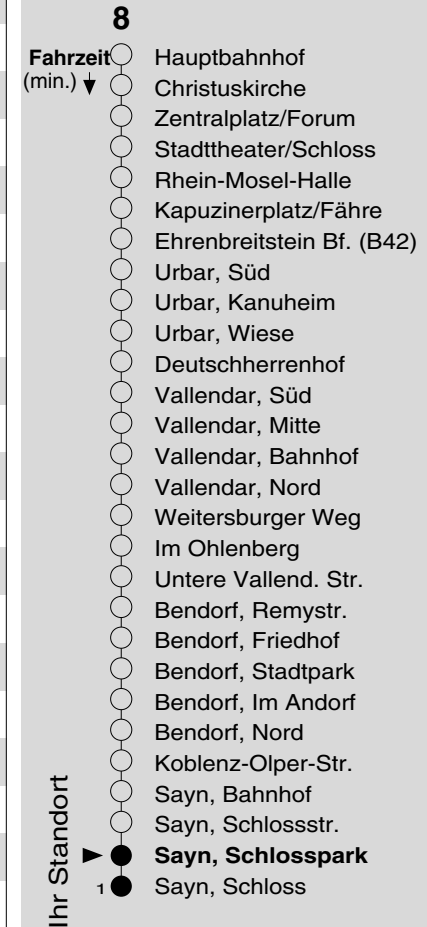 8
Fahrzeit Hauptbahnhof
(min.) Christuskirche
Zentralplatz/Forum
Stadttheater/Schloss
Rhein-Mosel-Halle
Kapuzinerplatz/Fähre
Ehrenbreitstein Bf. (B42)
Urbar, Süd
Urbar, Kanuheim
Urbar, Wiese
Deutschherrenhof
Vallendar, Süd
Vallendar, Mitte
Vallendar, Bahnhof
Vallendar, Nord
Weitersburger Weg
Im Ohlenberg
Untere Vallend. Str.
Bendorf, Remystr.
Bendorf, Friedhof
Bendorf, Stadtpark
Bendorf, Im Andorf
Bendorf, Nord
Koblenz-Olper-Str.
Sayn, Bahnhof
Sayn, Schlossstr.
Sayn, Schlosspark
1 Sayn, Schloss
Ihr Standort